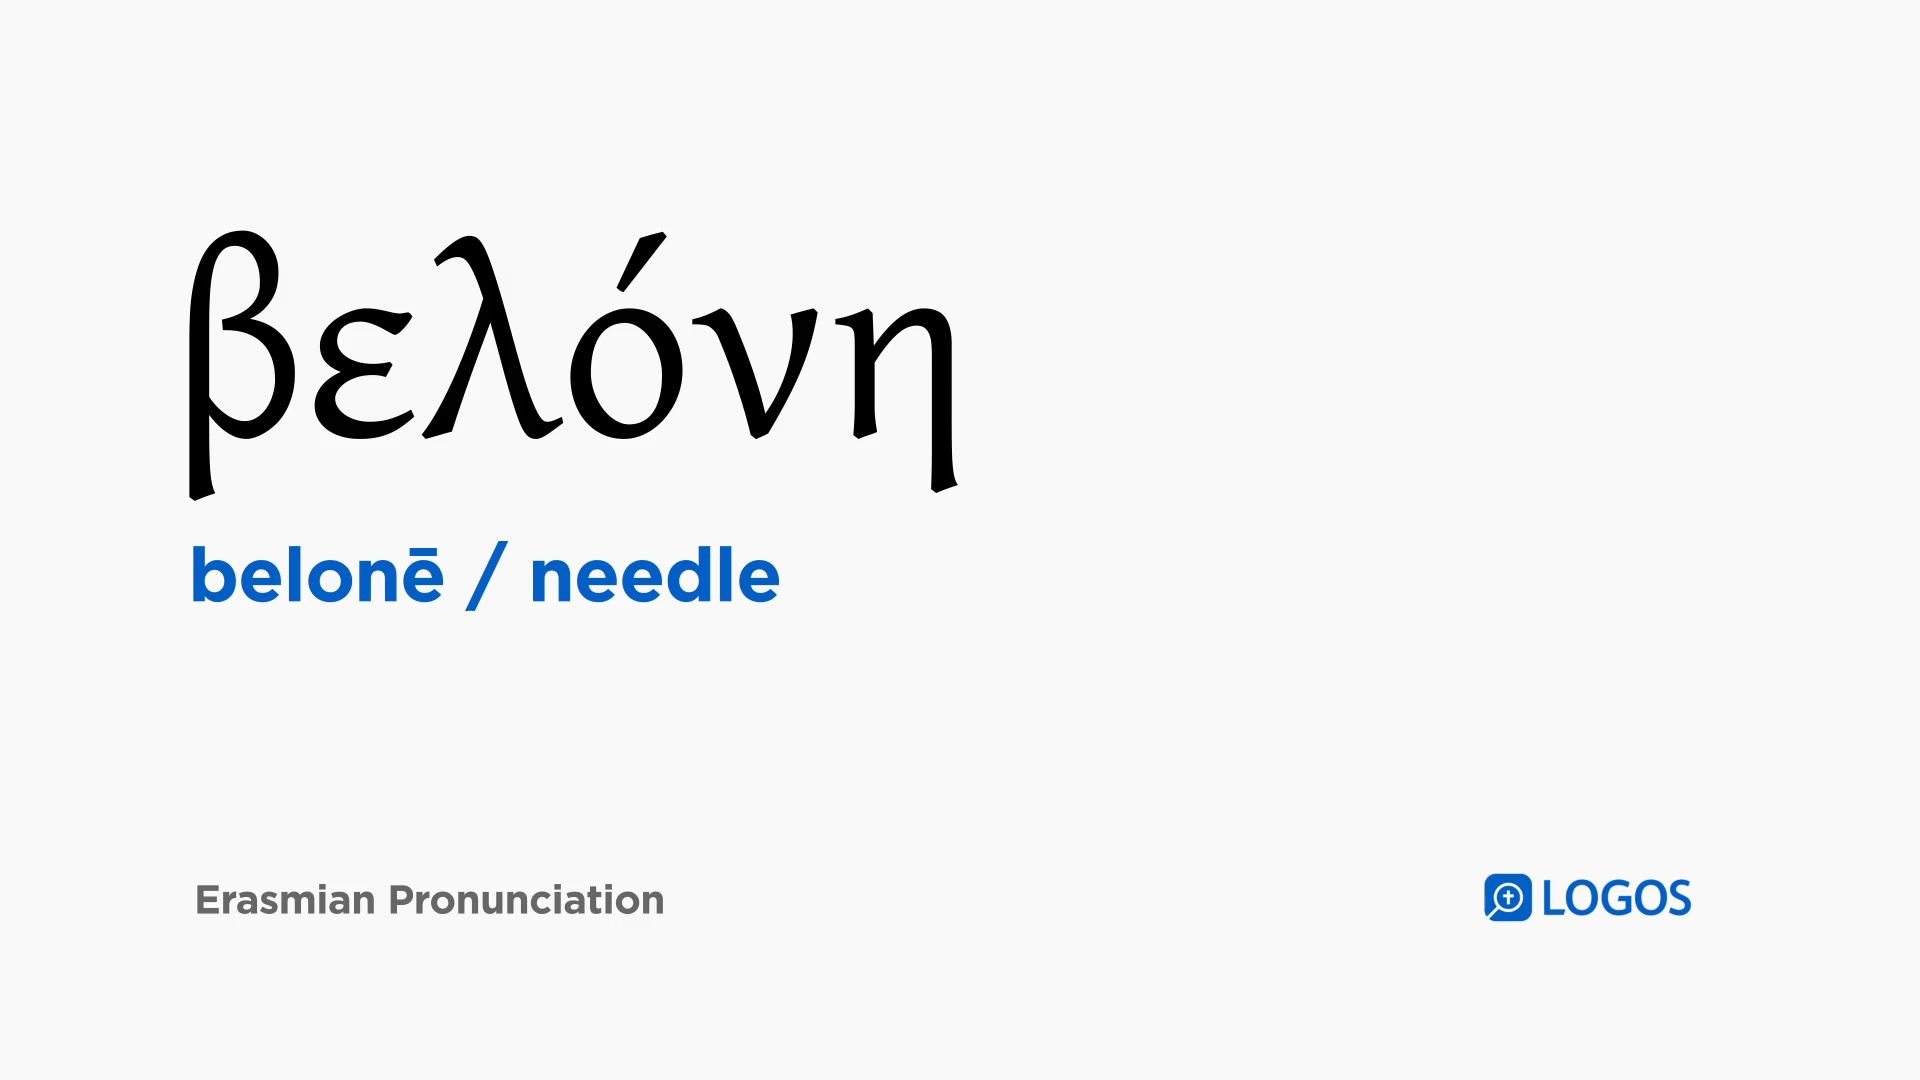 βελόνη
belonē / needle
Erasmian Pronunciation
LOGOS